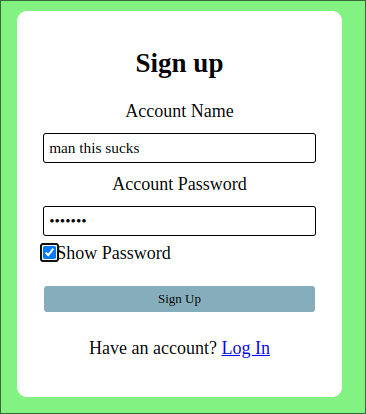 Sign up
Account Name
man this sucks
Account Password
•••••••
Show Password
Sign Up
Have an account? Log In